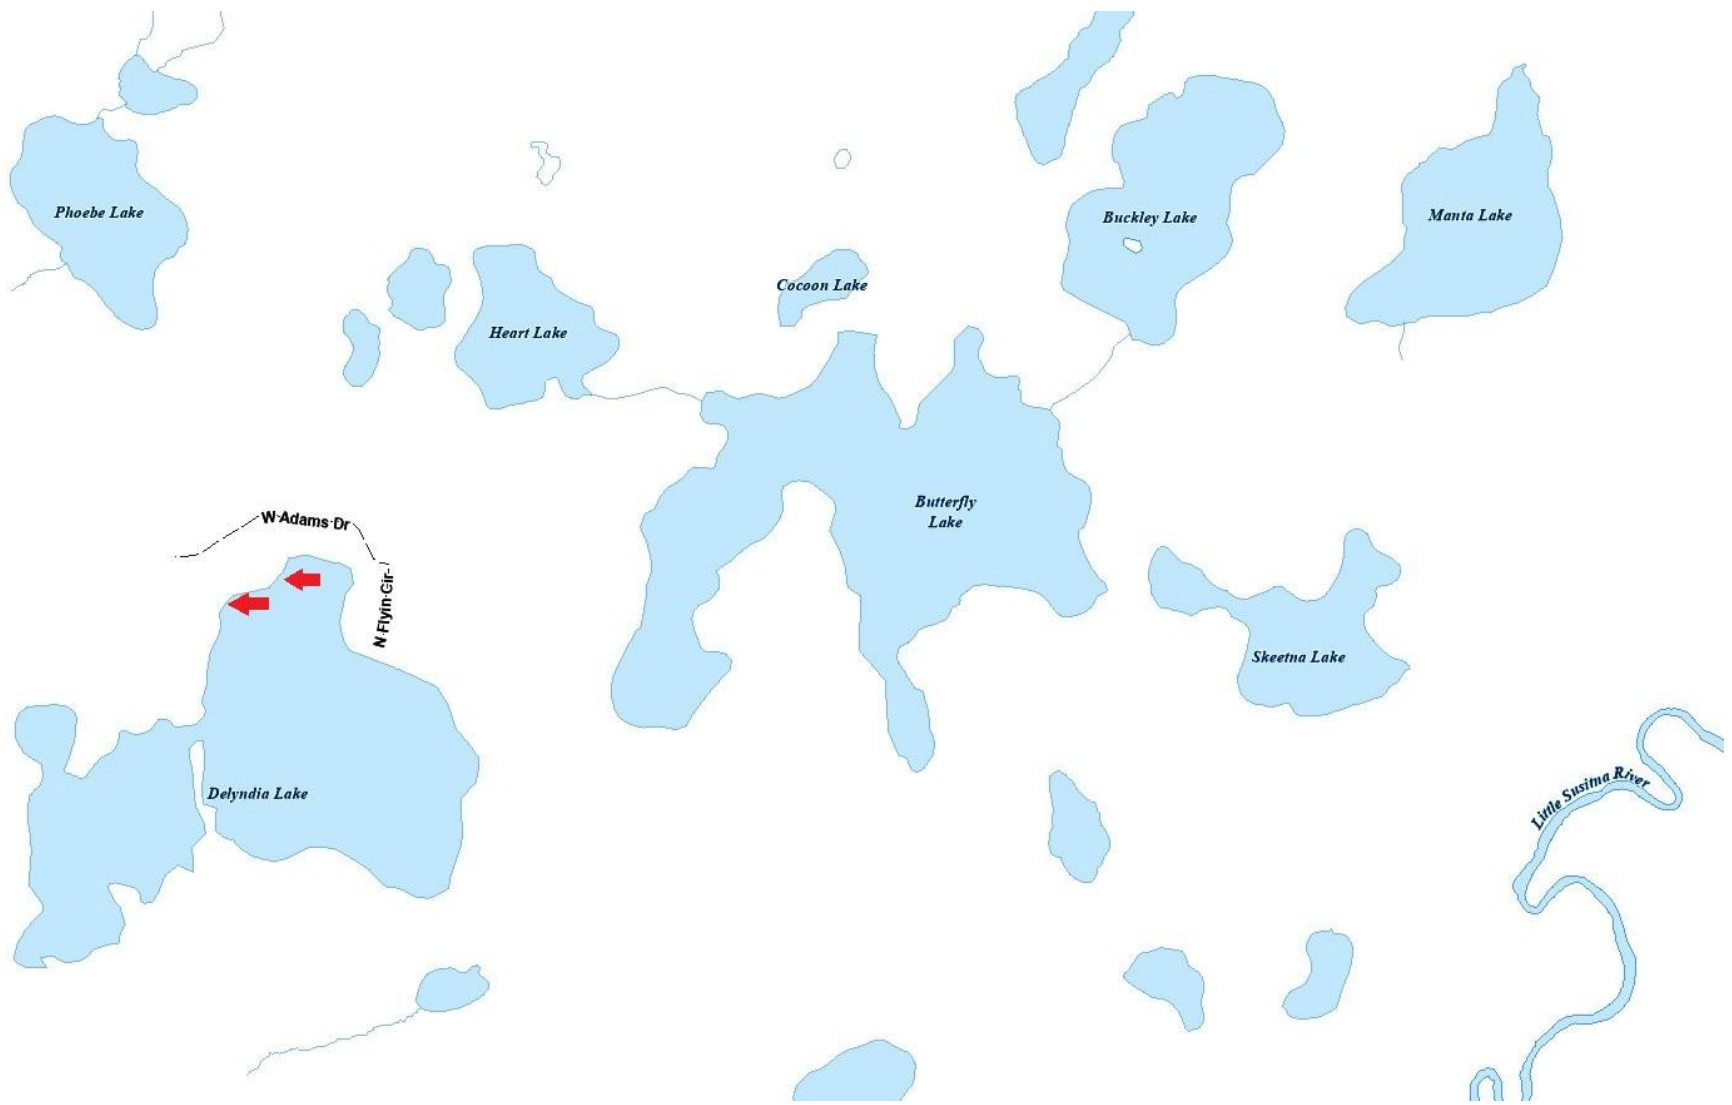 Phoebe Lake
Buckley Lake
Manta Lake
Cocoon Lake
Heart Lake
Butterfly
Lake
W Adams Dr
N Flyin Cir
Skeetna Lake
Delyndia Lake
Little Susitna River